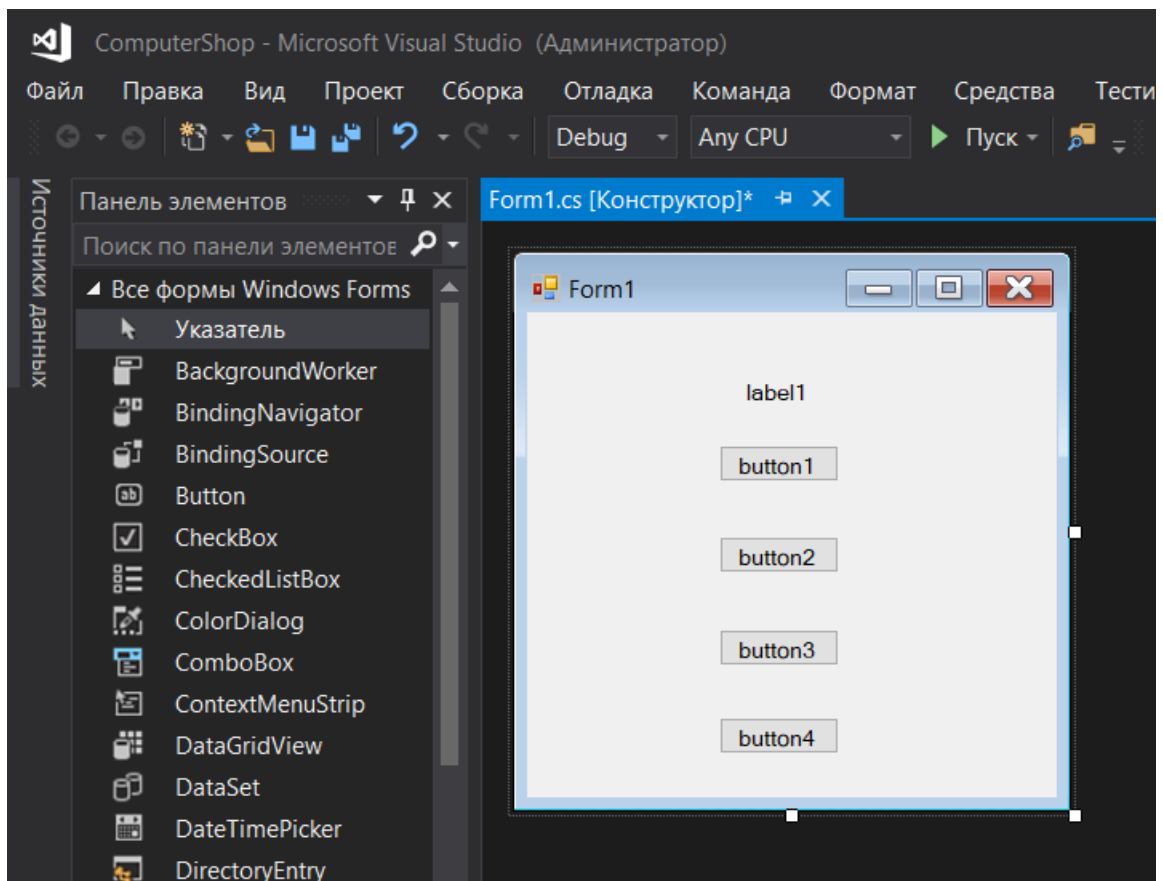 ComputerShop - Microsoft Visual Studio (Администратор)
Файл Правка Вид Проект Сборка Отладка Команда Формат Средства Тести
Debug Any CPU Пуск
Источники данных
Панель элементов
Поиск по панели элементов
Все формы Windows Forms
Указатель
BackgroundWorker
BindingNavigator
BindingSource
Button
CheckBox
CheckedListBox
ColorDialog
ComboBox
ContextMenuStrip
DataGridView
DataSet
DateTimePicker
DirectoryEntry
Form1.cs [Конструктор]*
Form1
label1
button1
button2
button3
button4